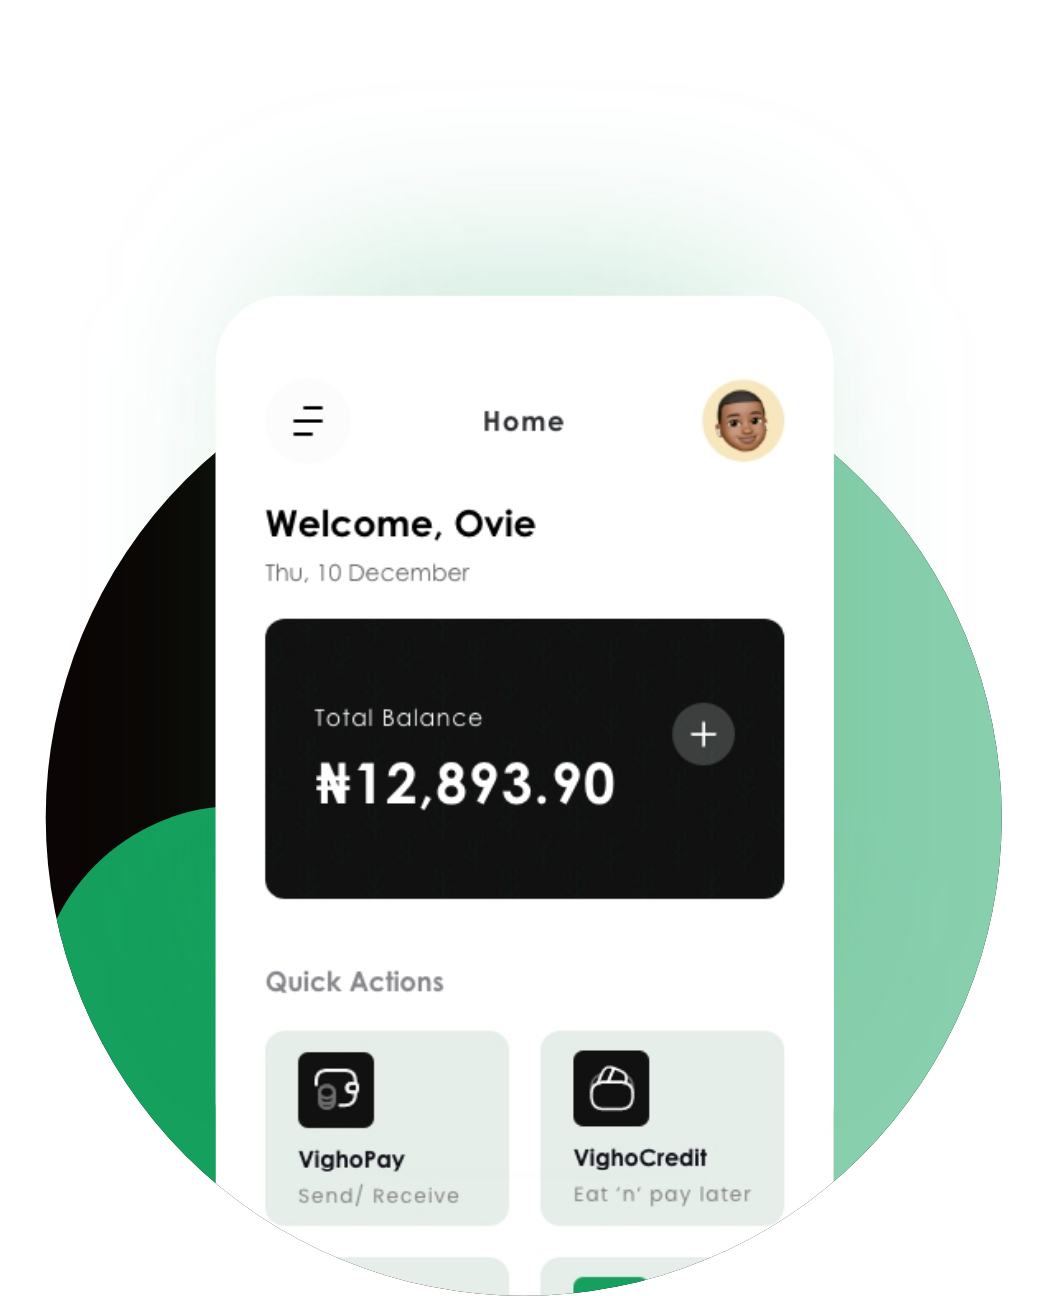 Home
Welcome, Ovie
Thu, 10 December
Total Balance
₦12,893.90
Quick Actions
VighoPay
Send/ Receive
VighoCredit
Eat ‘n’ pay later